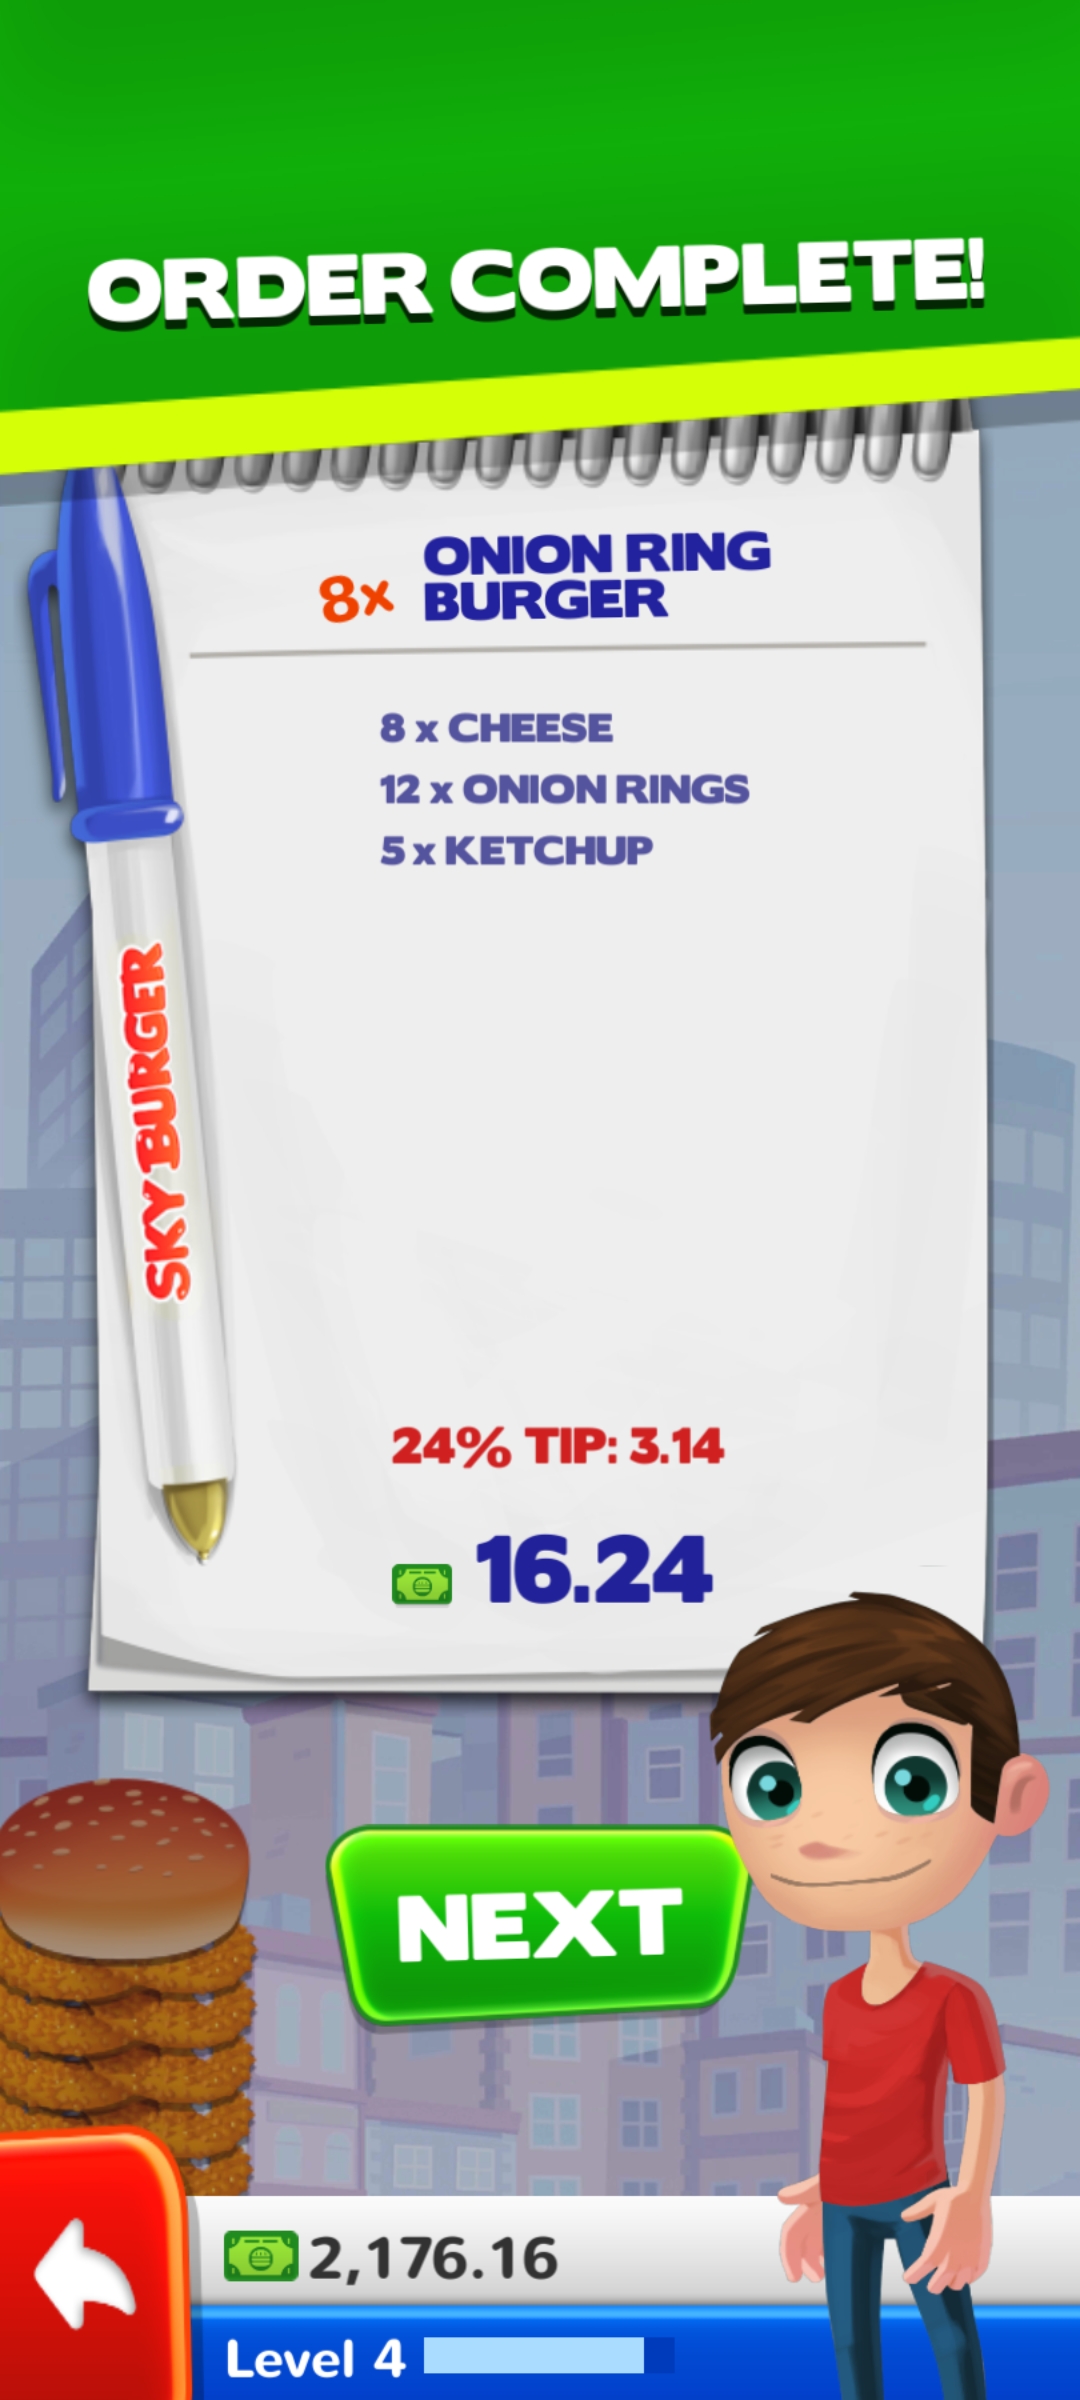 ORDER COMPLETE!
8x ONION RING
BURGER
8 x CHEESE
12 x ONION RINGS
5 x KETCHUP
SKY BURGER
24% TIP: 3.14
16.24
NEXT
2,176.16
Level 4